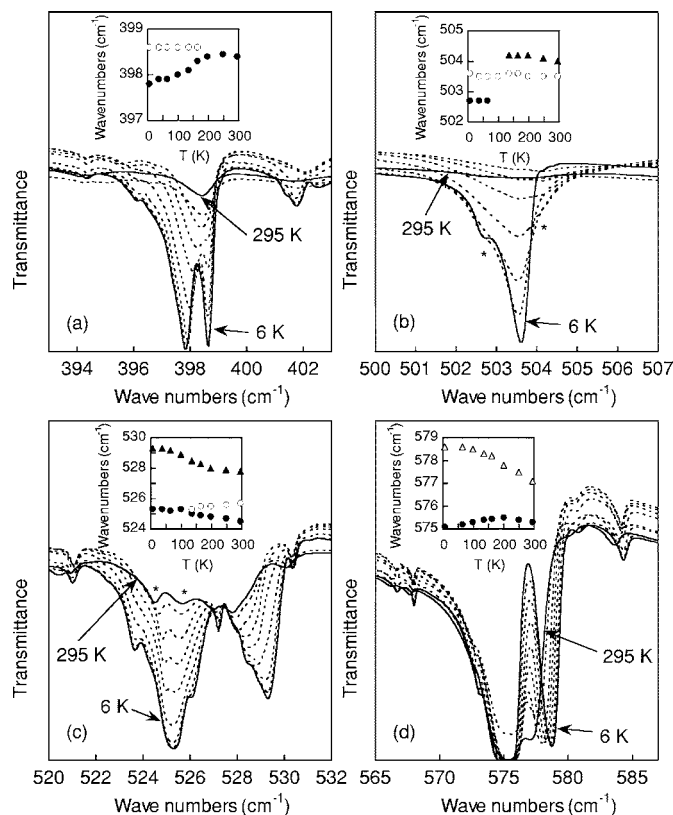 399
398
397
Wavenumbers (cm-1)
0 100 200 300
T (K)
Transmittance
295 K
6 K
(a)
394 396 398 400 402
Wave numbers (cm-1)
505
504
503
502
Wavenumbers (cm-1)
0 100 200 300
T (K)
Transmittance
295 K
*
*
6 K
(b)
500 501 502 503 504 505 506 507
Wave numbers (cm-1)
530
528
526
524
Wavenumbers (cm-1)
0 100 200 300
T (K)
Transmittance
* *
295 K
6 K
(c)
520 522 524 526 528 530 532
Wave numbers (cm-1)
579
578
577
576
575
Wavenumbers (cm-1)
0 100 200 300
T (K)
Transmittance
295 K
6 K
(d)
565 570 575 580 585
Wave numbers (cm-1)